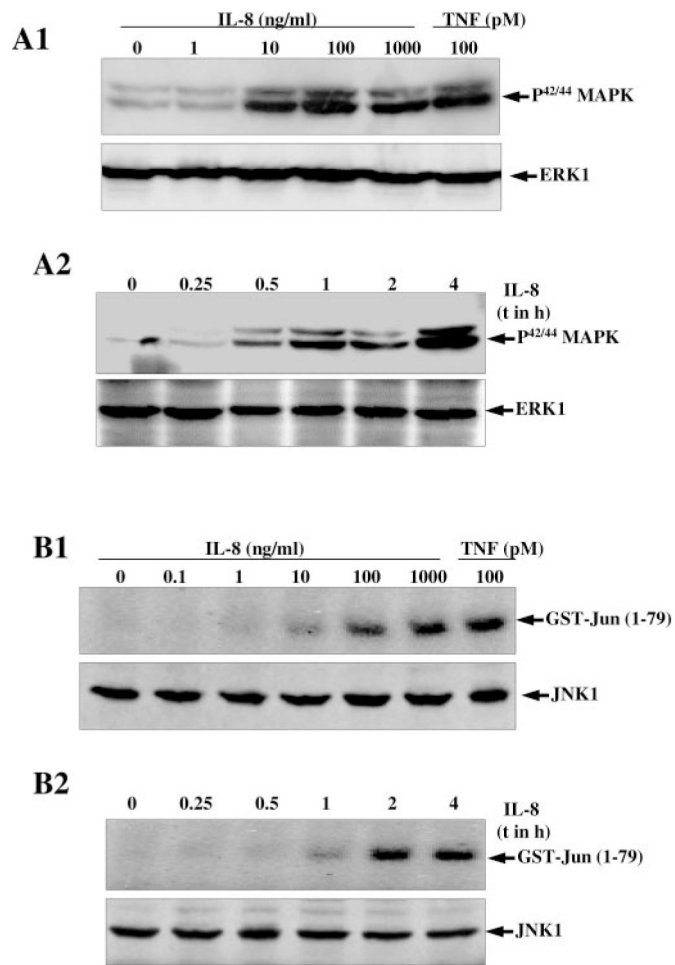 A1
IL-8 (ng/ml) TNF (pM)
0 1 10 100 1000 100
P42/44 MAPK
ERK1
A2
0 0.25 0.5 1 2 4 IL-8
(t in h)
P42/44 MAPK
ERK1
B1
IL-8 (ng/ml) TNF (pM)
0 0.1 1 10 100 1000 100
GST-Jun (1-79)
JNK1
B2
0 0.25 0.5 1 2 4 IL-8
(t in h)
GST-Jun (1-79)
JNK1